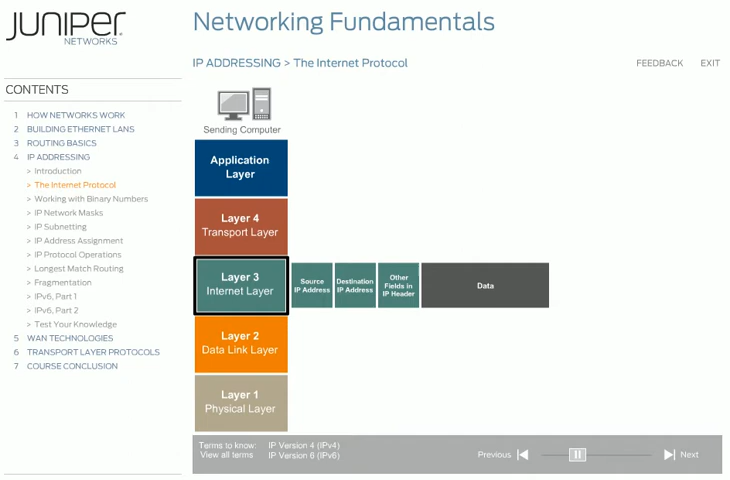 JUNIPER
NETWORKS
Networking Fundamentals
IP ADDRESSING > The Internet Protocol
FEEDBACK
EXIT
CONTENTS
1 HOW NETWORKS WORK
2 BUILDING ETHERNET LANS
3 ROUTING BASICS
4 IP ADDRESSING
> Introduction
> The Internet Protocol
> Working with Binary Numbers
> IP Network Masks
> IP Subnetting
> IP Address Assignment
> IP Protocol Operations
> Longest Match Routing
> Fragmentation
> IPv6, Part 1
> IPv6, Part 2
> Test Your Knowledge
5 WAN TECHNOLOGIES
6 TRANSPORT LAYER PROTOCOLS
7 COURSE CONCLUSION
Sending Computer
Application
Layer
Layer 4
Transport Layer
Layer 3
Internet Layer
Source
IP Address
Destination
IP Address
Other
Fields in
IP Header
Data
Layer 2
Data Link Layer
Layer 1
Physical Layer
Terms to know:
View all terms
IP Version 4 (IPv4)
IP Version 6 (IPv6)
Previous
Next